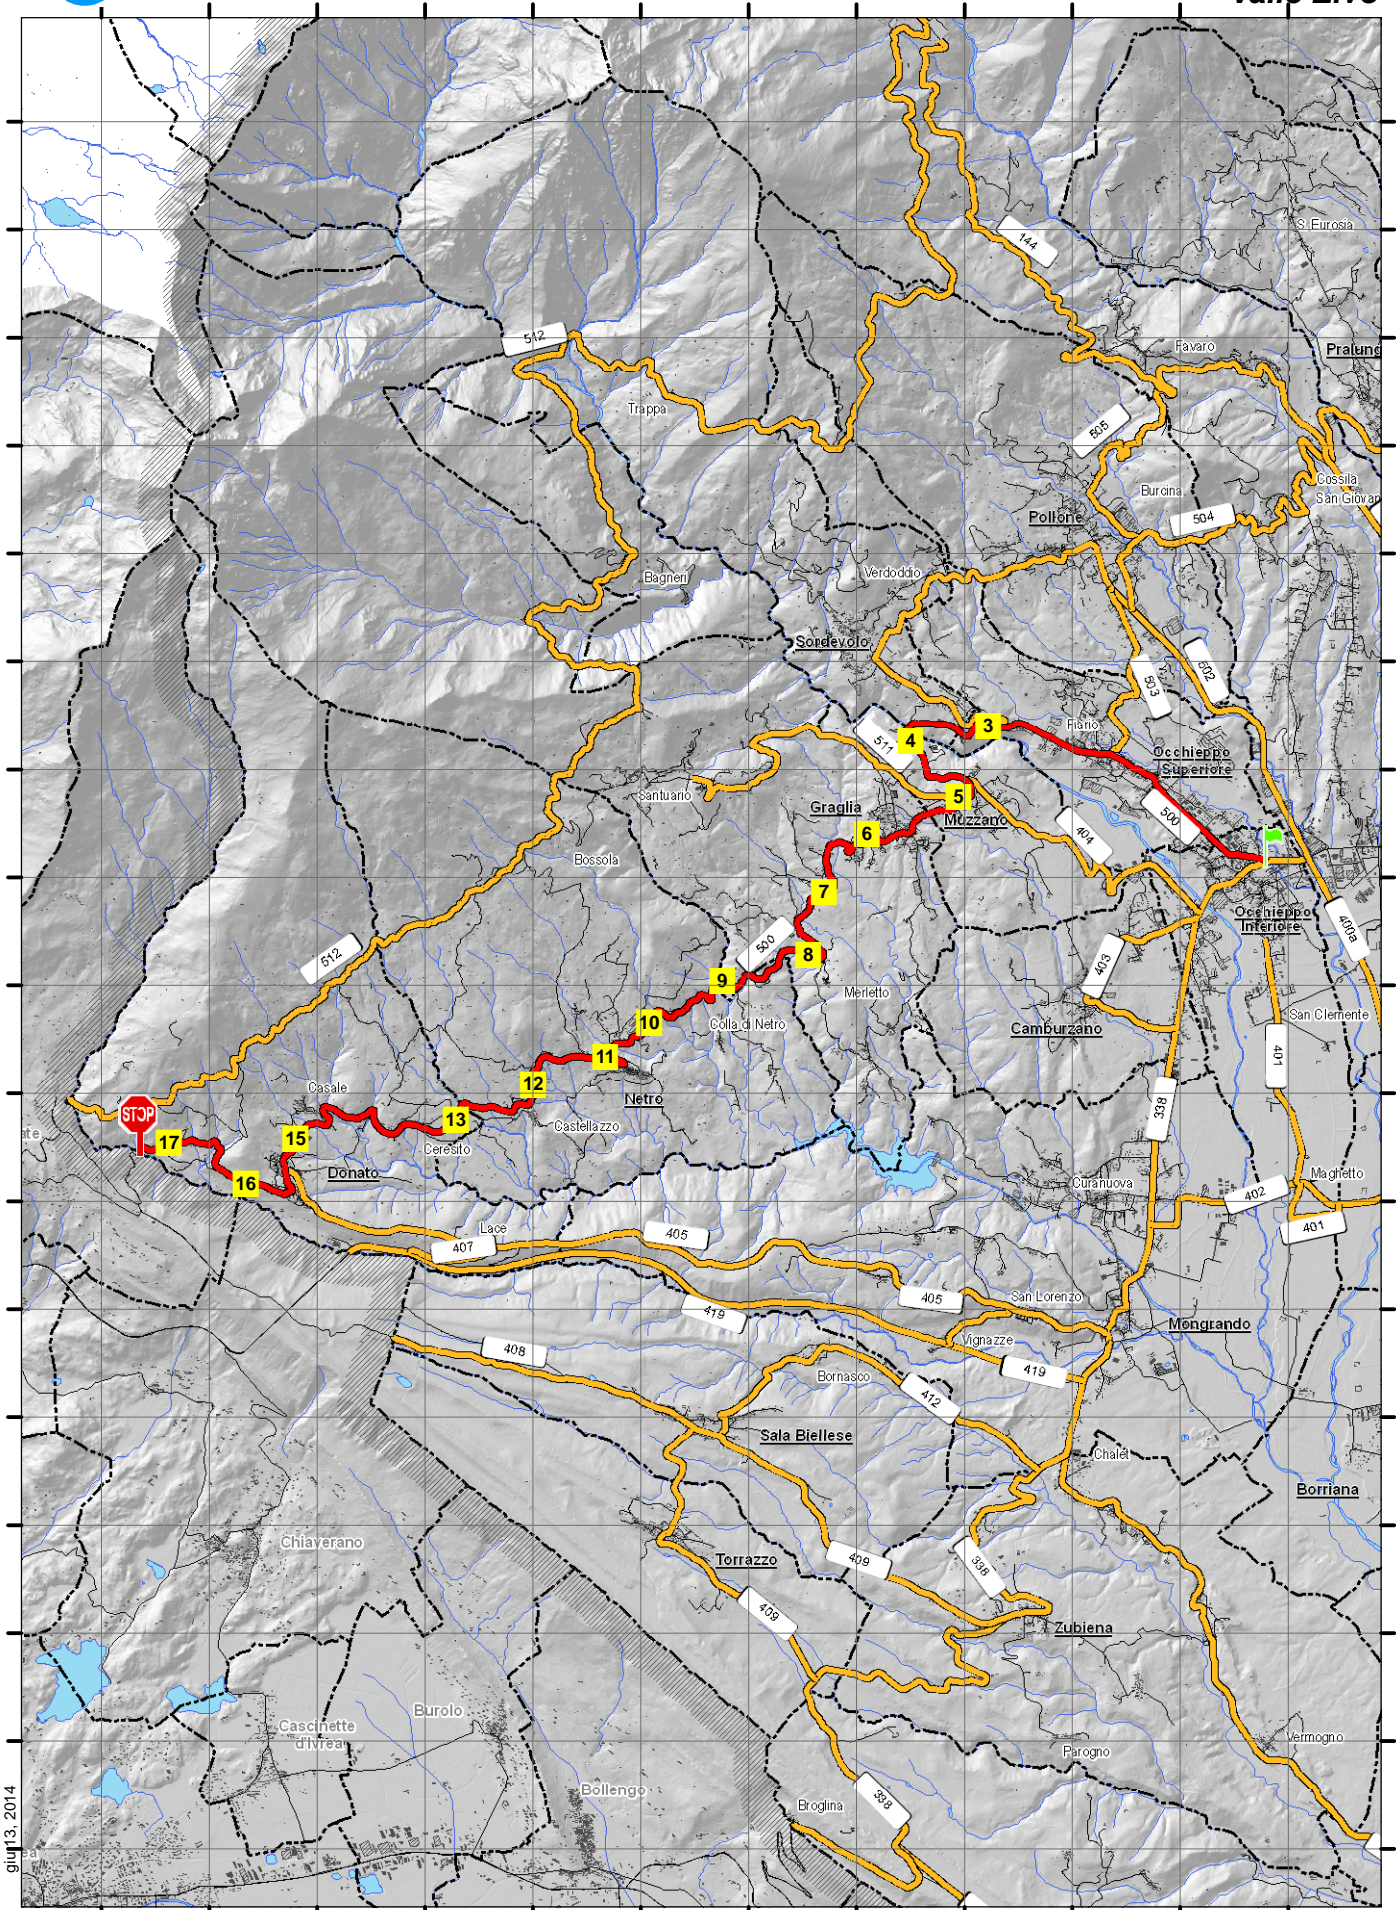 144
S. Eurosia
512
Favaro
Trappa
505
Burcina
Cossila
San Giovan
Pollone
504
Verdoddio
Bagneri
Sordevolo
502
503
3
Fiario
4
511
Occhieppo
Superiore
Santuario
5
Graglia
Muzzano
500
404
6
Bossola
7
Occhieppo
Inferiore
400a
500
512
8
403
9
Merletto
10
Colla di Netro
Camburzano
San Clemente
11
401
12
Casale
Netro
338
STOP
13
Castellazzo
17
15
Ceresito
Donato
Maghetto
16
Curanuova
402
Lace
405
401
407
405
San Lorenzo
419
Mongrando
Vignazze
408
419
Bornasco
412
Sala Biellese
Chalet
Borriana
Chiaverano
Torrazzo
409
338
409
Zubiena
Burolo
Cascinette
d'Ivrea
Vermogno
Parogno
Bollengo
338
Broglina
giu 13, 2014